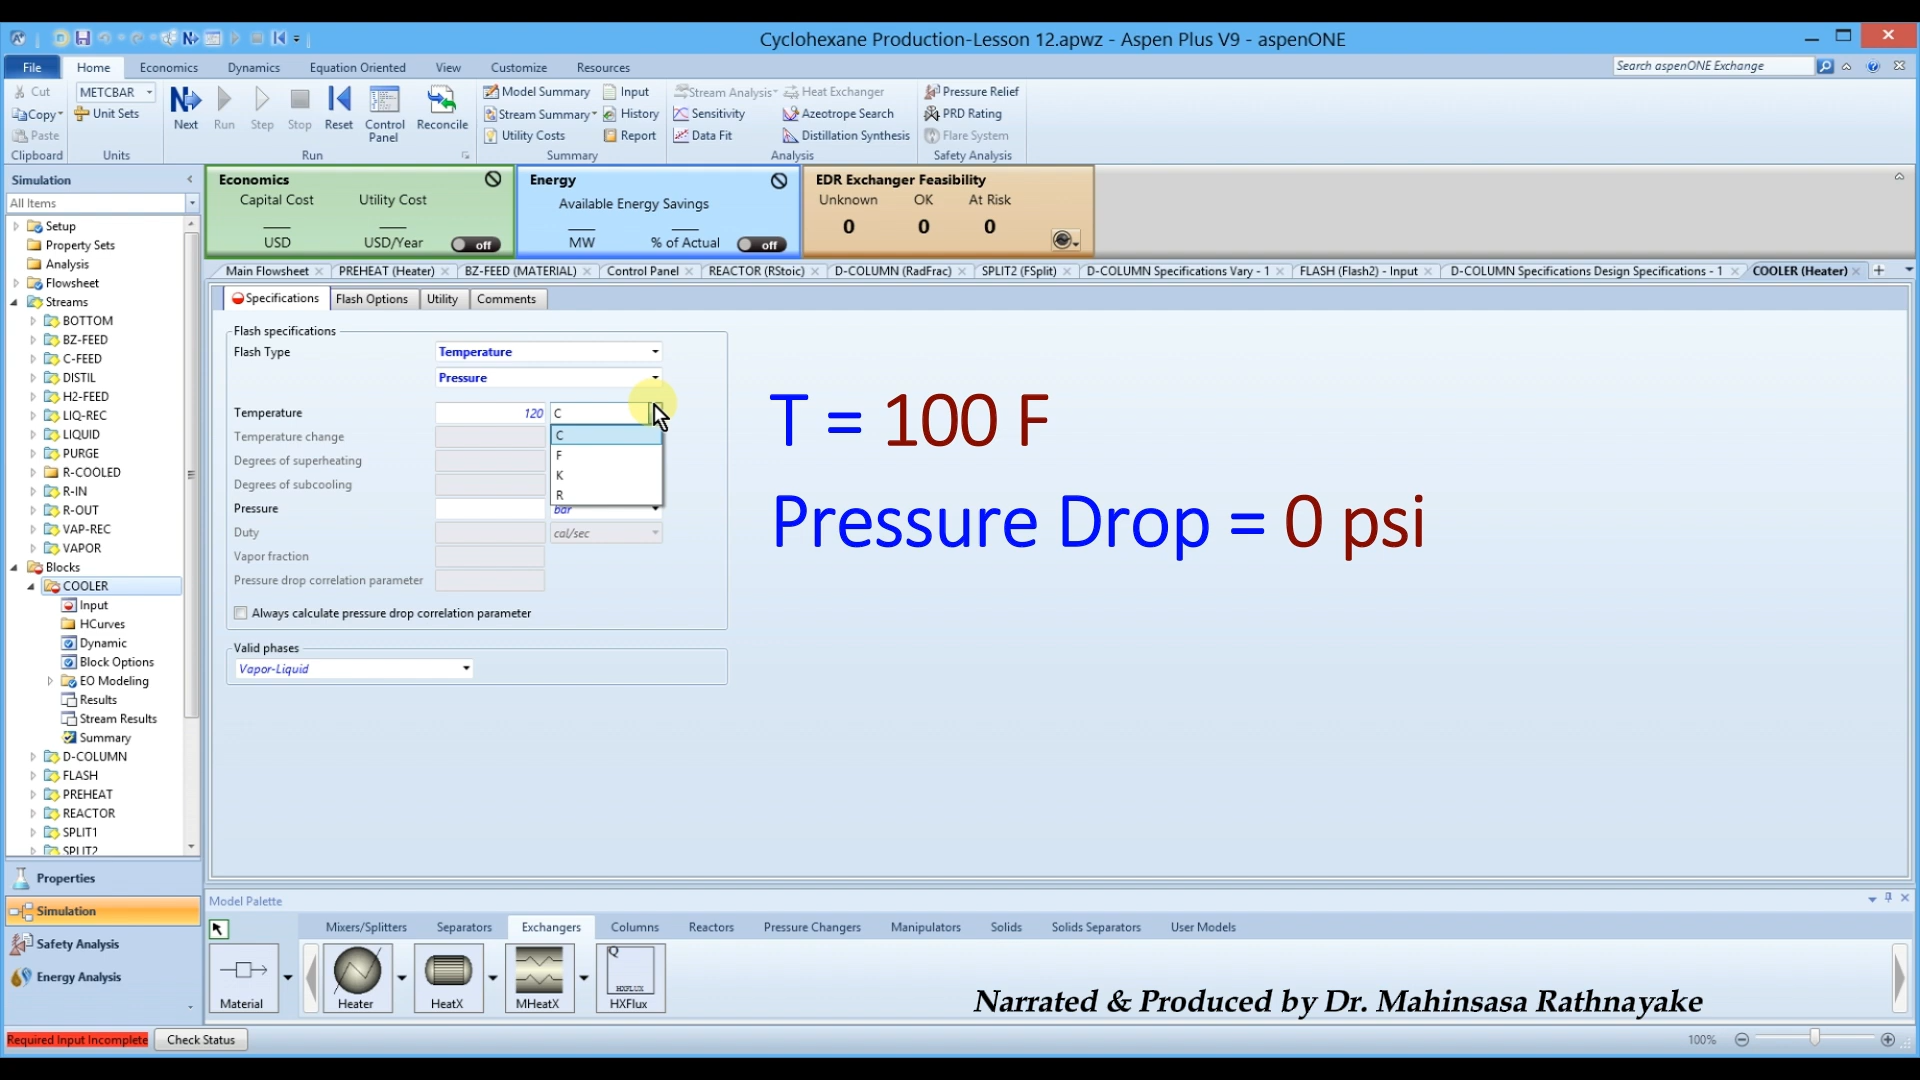 Cyclohexane Production-Lesson 12.apwz - Aspen Plus V9 - aspenONE
File Home Economics Dynamics Equation Oriented View Customize Resources Search aspenONE Exchange
Cut METCBAR Model Summary Input Stream Analysis Heat Exchanger Pressure Relief
Copy Unit Sets Next Run Step Stop Reset Control Panel Reconcile Stream Summary History Sensitivity Azeotrope Search PRD Rating
Paste Utility Costs Report Data Fit Distillation Synthesis Flare System
Clipboard Units Run Summary Analysis Safety Analysis
Simulation
All Items
Setup
Property Sets
Analysis
Flowsheet
Streams
BOTTOM
BZ-FEED
C-FEED
DISTIL
H2-FEED
LIQ-REC
LIQUID
PURGE
R-COOLED
R-IN
R-OUT
VAP-REC
VAPOR
Blocks
COOLER
Input
HCurves
Dynamic
Block Options
EO Modeling
Results
Stream Results
Summary
D-COLUMN
FLASH
PREHEAT
REACTOR
SPLIT1
SPLIT2
Properties
Simulation
Safety Analysis
Energy Analysis
Economics
Capital Cost Utility Cost
USD USD/Year off
Energy
Available Energy Savings
MW % of Actual off
EDR Exchanger Feasibility
Unknown OK At Risk
0 0 0
Main Flowsheet PREHEAT (Heater) BZ-FEED (MATERIAL) Control Panel REACTOR (RStoic) D-COLUMN (RadFrac) SPLIT2 (FSplit) D-COLUMN Specifications Vary - 1 FLASH (Flash2) - Input D-COLUMN Specifications Design Specifications - 1 COOLER (Heater)
Specifications Flash Options Utility Comments
Flash specifications
Flash Type Temperature
Pressure
Temperature 120 C
Temperature change C
Degrees of superheating F
Degrees of subcooling K
R
Pressure bar
Duty cal/sec
Vapor fraction
Pressure drop correlation parameter
Always calculate pressure drop correlation parameter
Valid phases
Vapor-Liquid
T = 100 F
Pressure Drop = 0 psi
Model Palette
Mixers/Splitters Separators Exchangers Columns Reactors Pressure Changers Manipulators Solids Solids Separators User Models
Q
HXFLUX
Material Heater HeatX MHeatX HXFlux
Narrated & Produced by Dr. Mahinsasa Rathnayake
Required Input Incomplete Check Status 100%